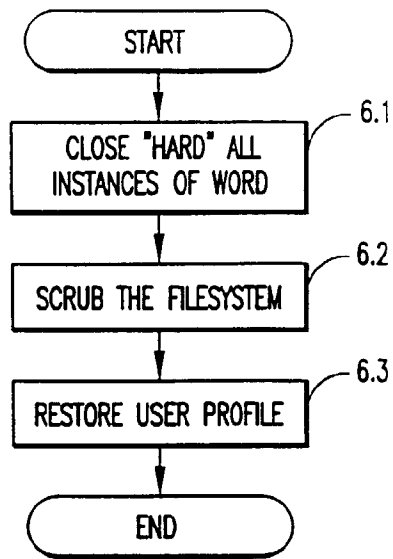 START
6.1
CLOSE "HARD" ALL
INSTANCES OF WORD
6.2
SCRUB THE FILESYSTEM
6.3
RESTORE USER PROFILE
END